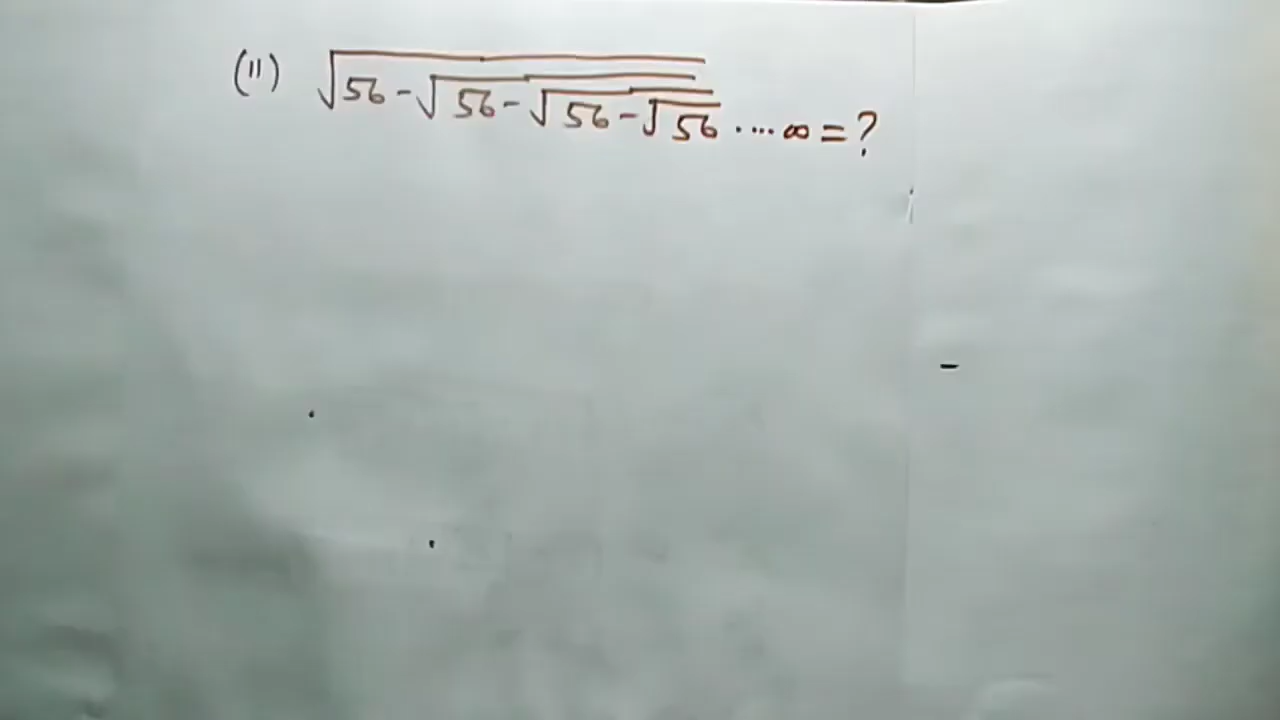 (11) √56-√56-√56-√56 ....∞ = ?